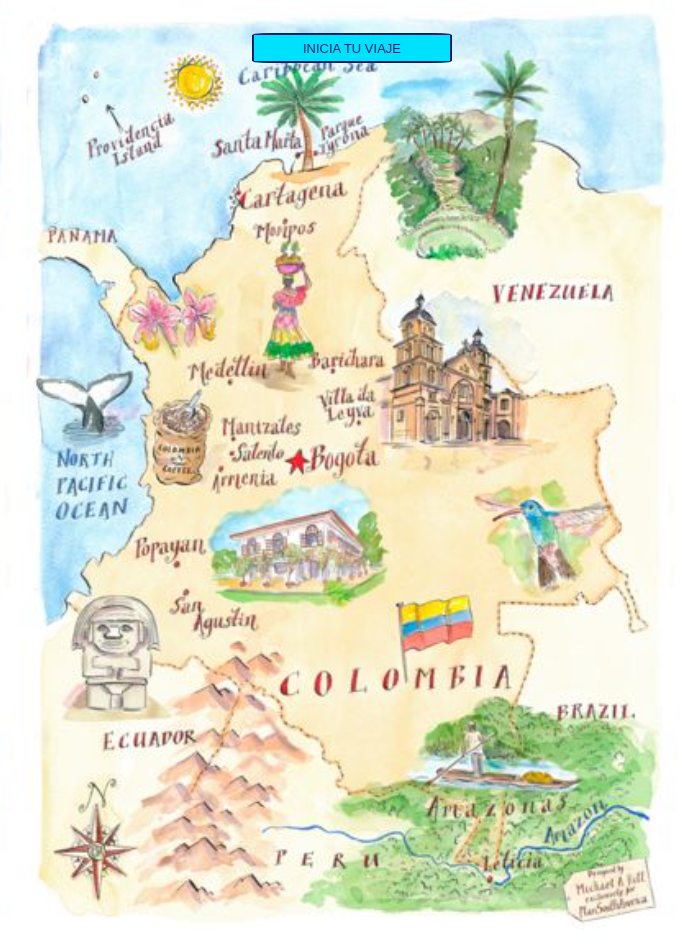 INICIA TU VIAJE
Caribbean Sea
Providencia
Island
Santa Marta
Parque
Tyrona
Cartagena
Mompos
PANAMA
VENEZUELA
Medellin
Barichara
Villa da
Leyva
COLOMBIA
COFFEE
Manizales
Salento
Bogota
Armenia
NORTH
PACIFIC
OCEAN
Popayan
San
Agustin
COLOMBIA
BRAZIL
ECUADOR
Amazonas
Amazon
N
PERU
Leticia
Designed by
Michael A Hill
exclusively for
PlanSouthAmerica